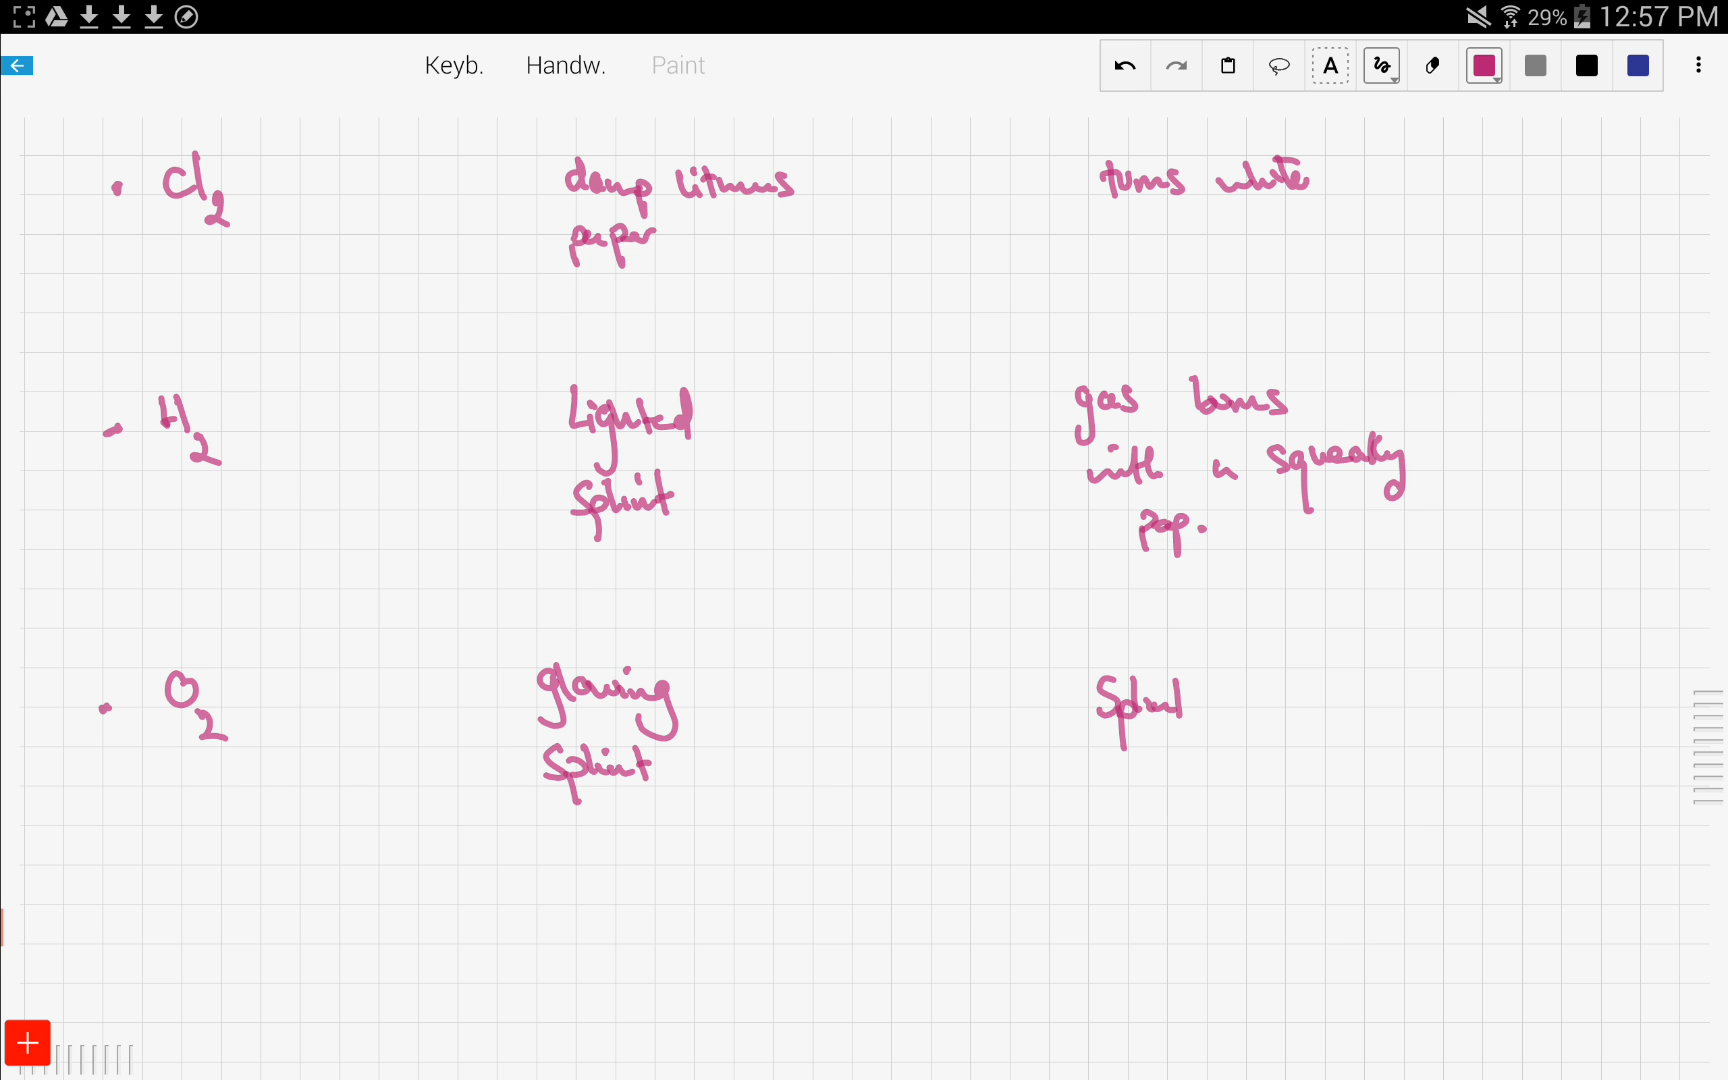 29% 12:57 PM
Keyb. Handw. Paint
A
· Cl2 damp litmus turns white
paper
- H2 Lighted gas burns
splint with a squeaky
pop.
· O2 glowing Splint
splint